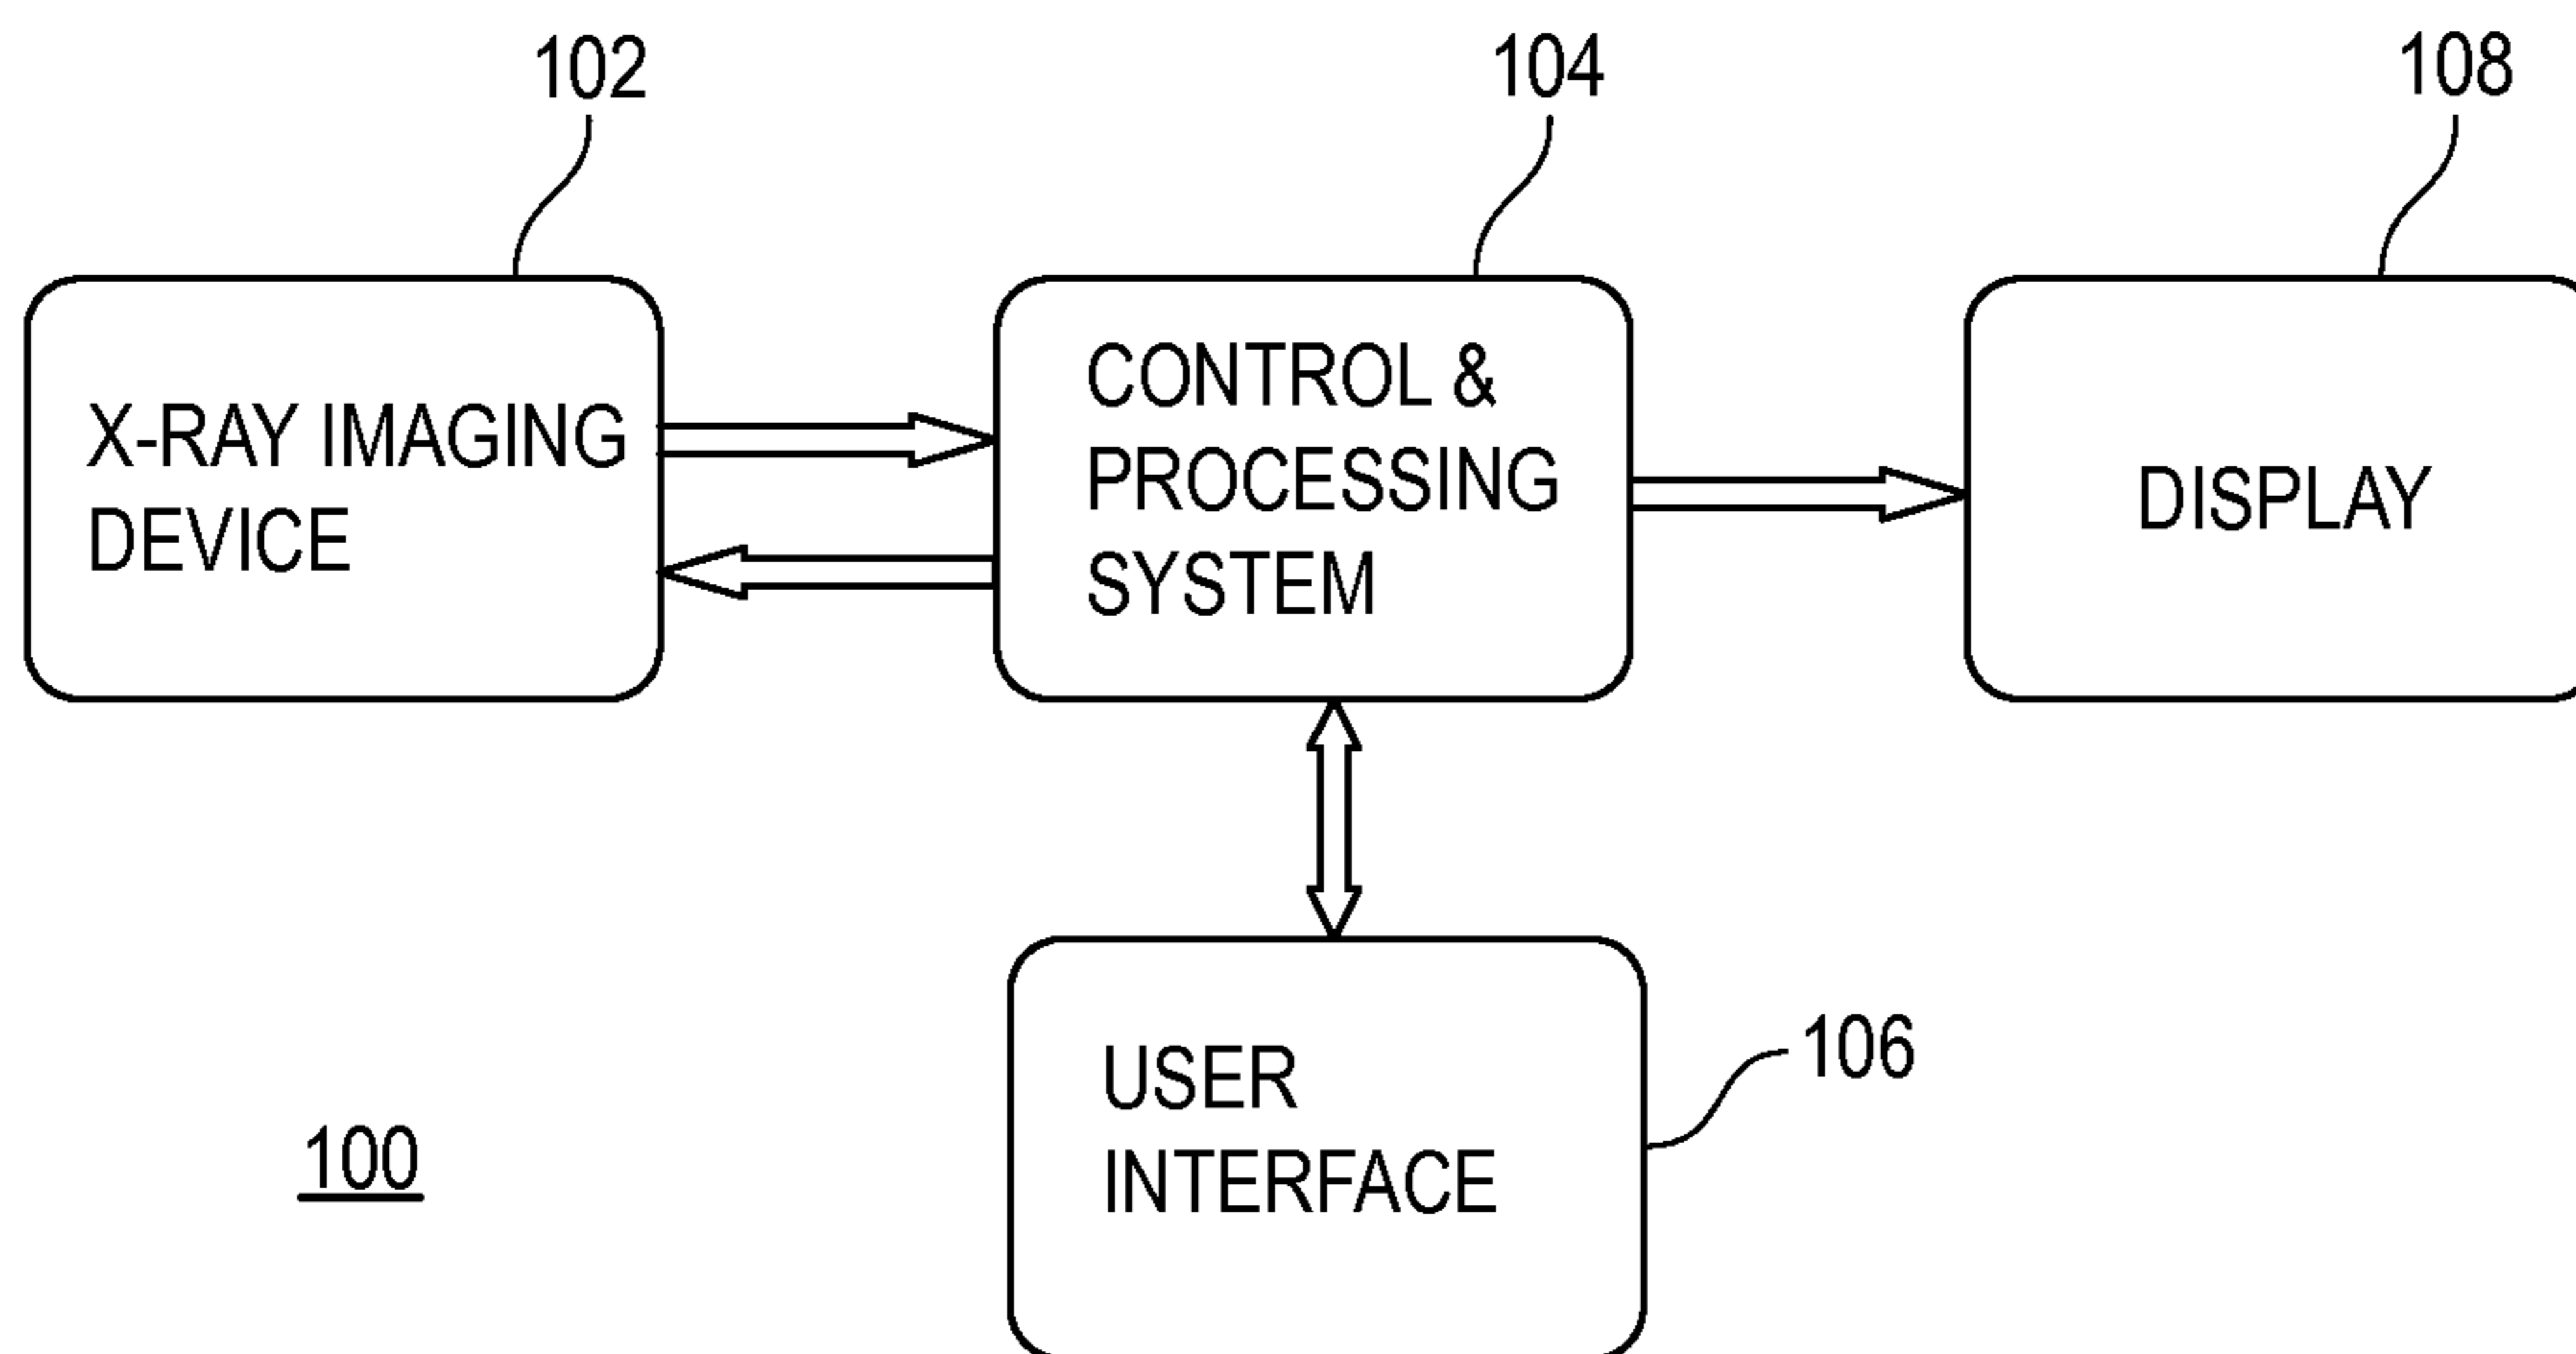 102
104
108
X-RAY IMAGING
DEVICE
CONTROL &
PROCESSING
SYSTEM
DISPLAY
USER
INTERFACE
106
100